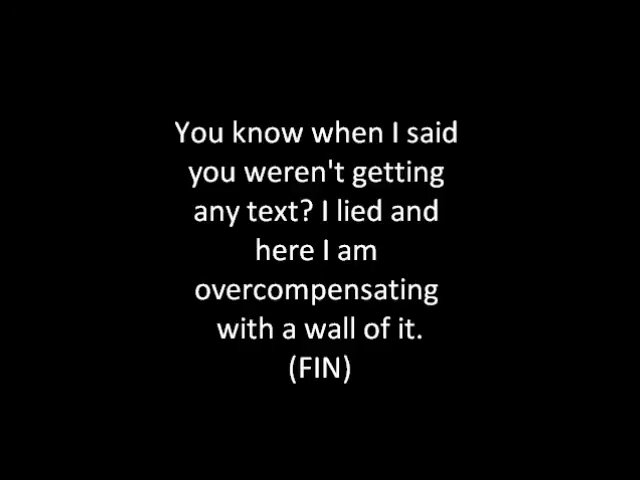 You know when I said
you weren't getting
any text? I lied and
here I am
overcompensating
with a wall of it.
(FIN)